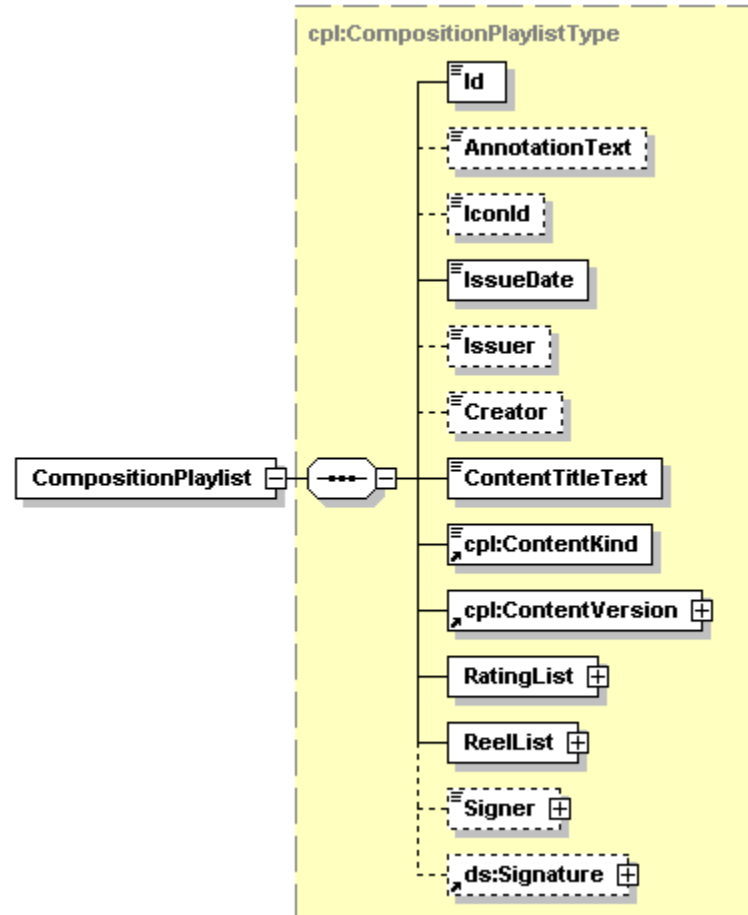 cpl:CompositionPlaylistType
Id
AnnotationText
IconId
IssueDate
Issuer
Creator
CompositionPlaylist
ContentTitleText
cpl:ContentKind
cpl:ContentVersion
RatingList
ReelList
Signer
ds:Signature